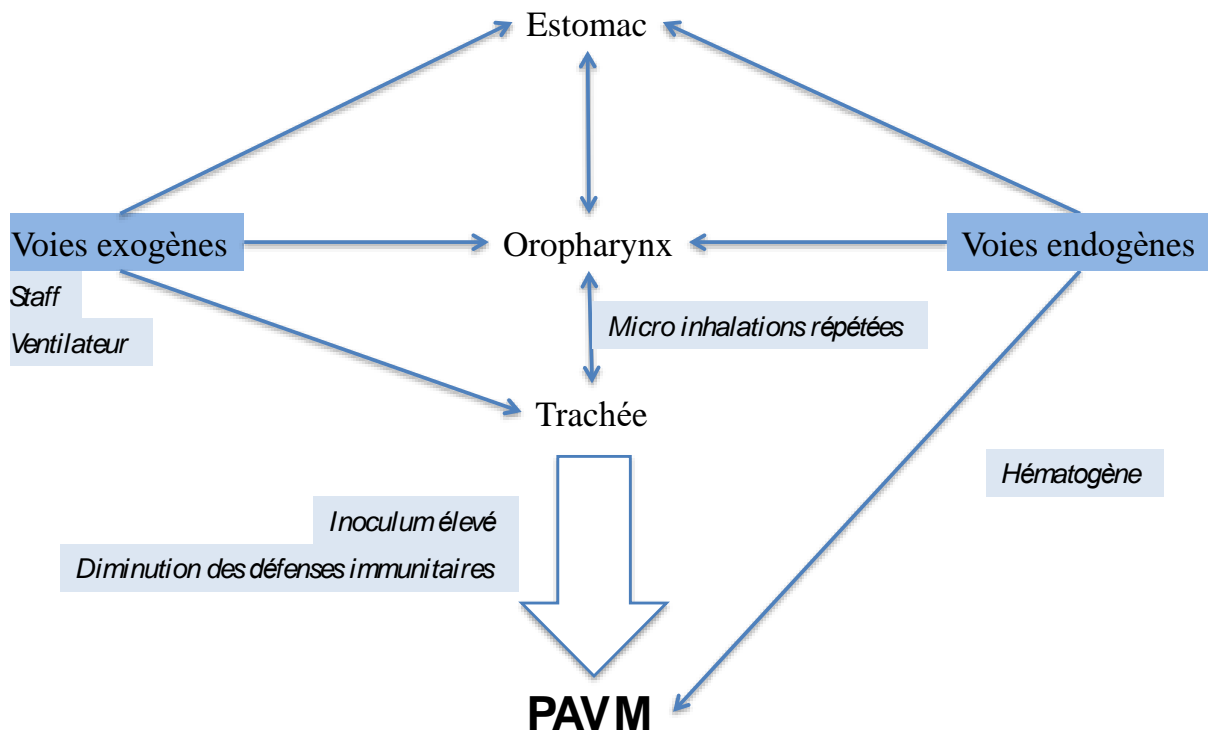 Estomac
Voies exogènes
Oropharynx
Voies endogènes
Staff
Ventilateur
Micro inhalations répétées
Trachée
Hématogène
Inoculum élevé
Diminution des défenses immunitaires
PAVM